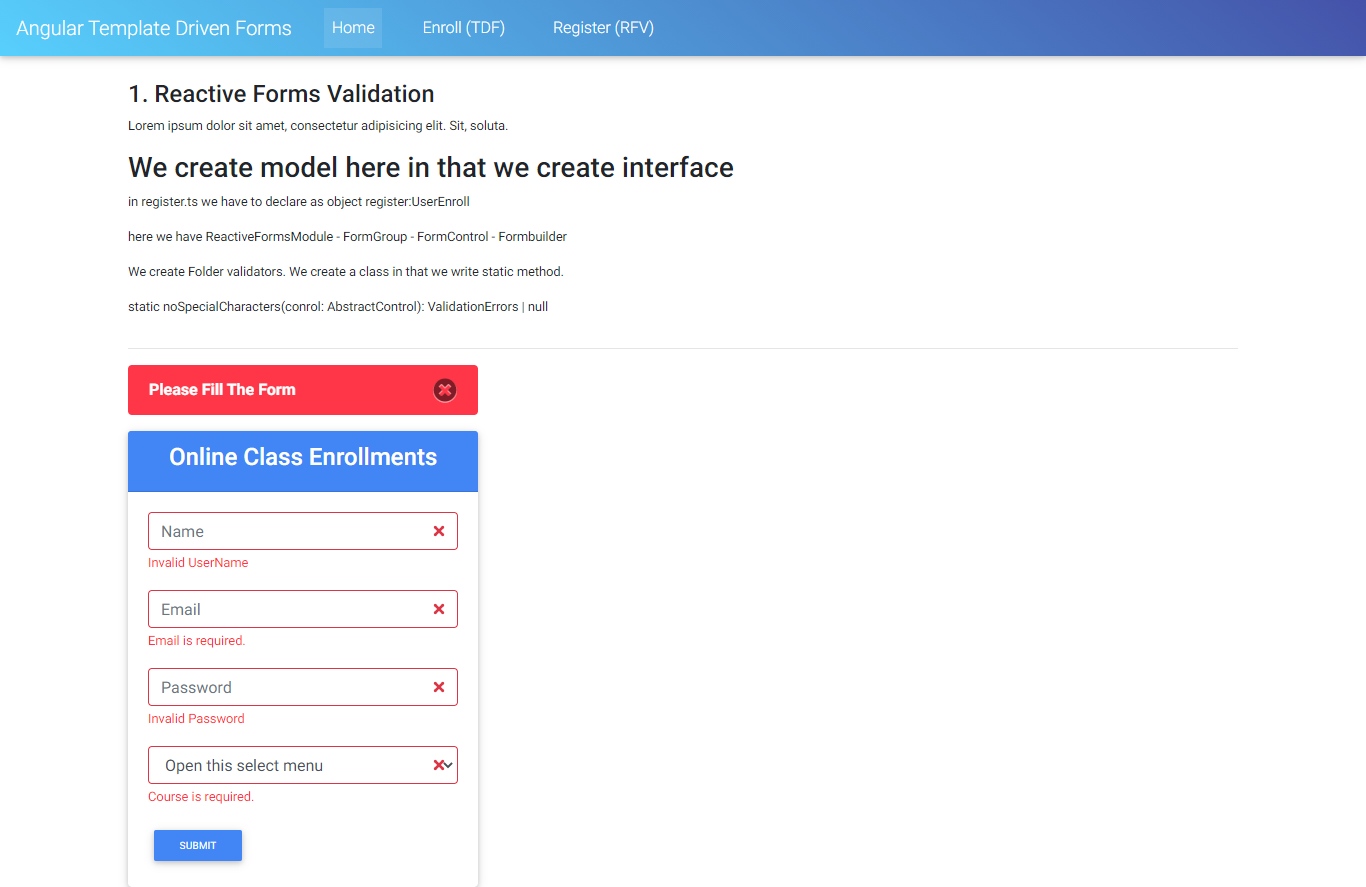 Angular Template Driven Forms Home Enroll (TDF) Register (RFV)
1. Reactive Forms Validation
Lorem ipsum dolor sit amet, consectetur adipisicing elit. Sit, soluta.
We create model here in that we create interface
in register.ts we have to declare as object register:UserEnroll
here we have ReactiveFormsModule - FormGroup - FormControl - Formbuilder
We create Folder validators. We create a class in that we write static method.
static noSpecialCharacters(conrol: AbstractControl): ValidationErrors | null
Please Fill The Form
Online Class Enrollments
Name
Invalid UserName
Email
Email is required.
Password
Invalid Password
Open this select menu
Course is required.
SUBMIT